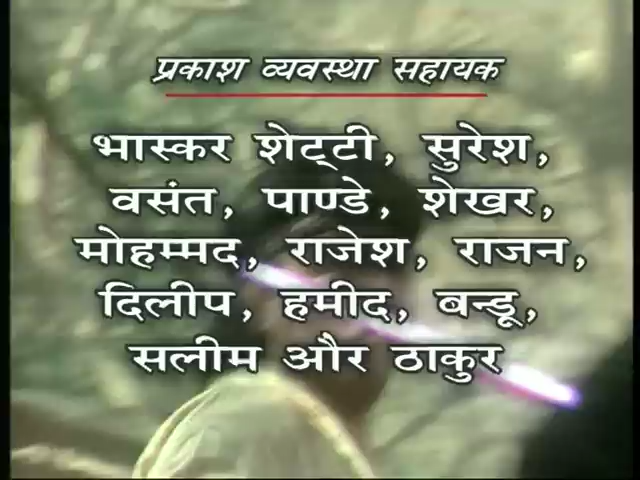 प्रकाश व्यवस्था सहायक
भास्कर शेट्टी, सुरेश,
वसंत, पाण्डे, शेखर,
मोहम्मद, राजेश, राजन,
दिलीप, हमीद, बन्डू,
सलीम और ठाकुर